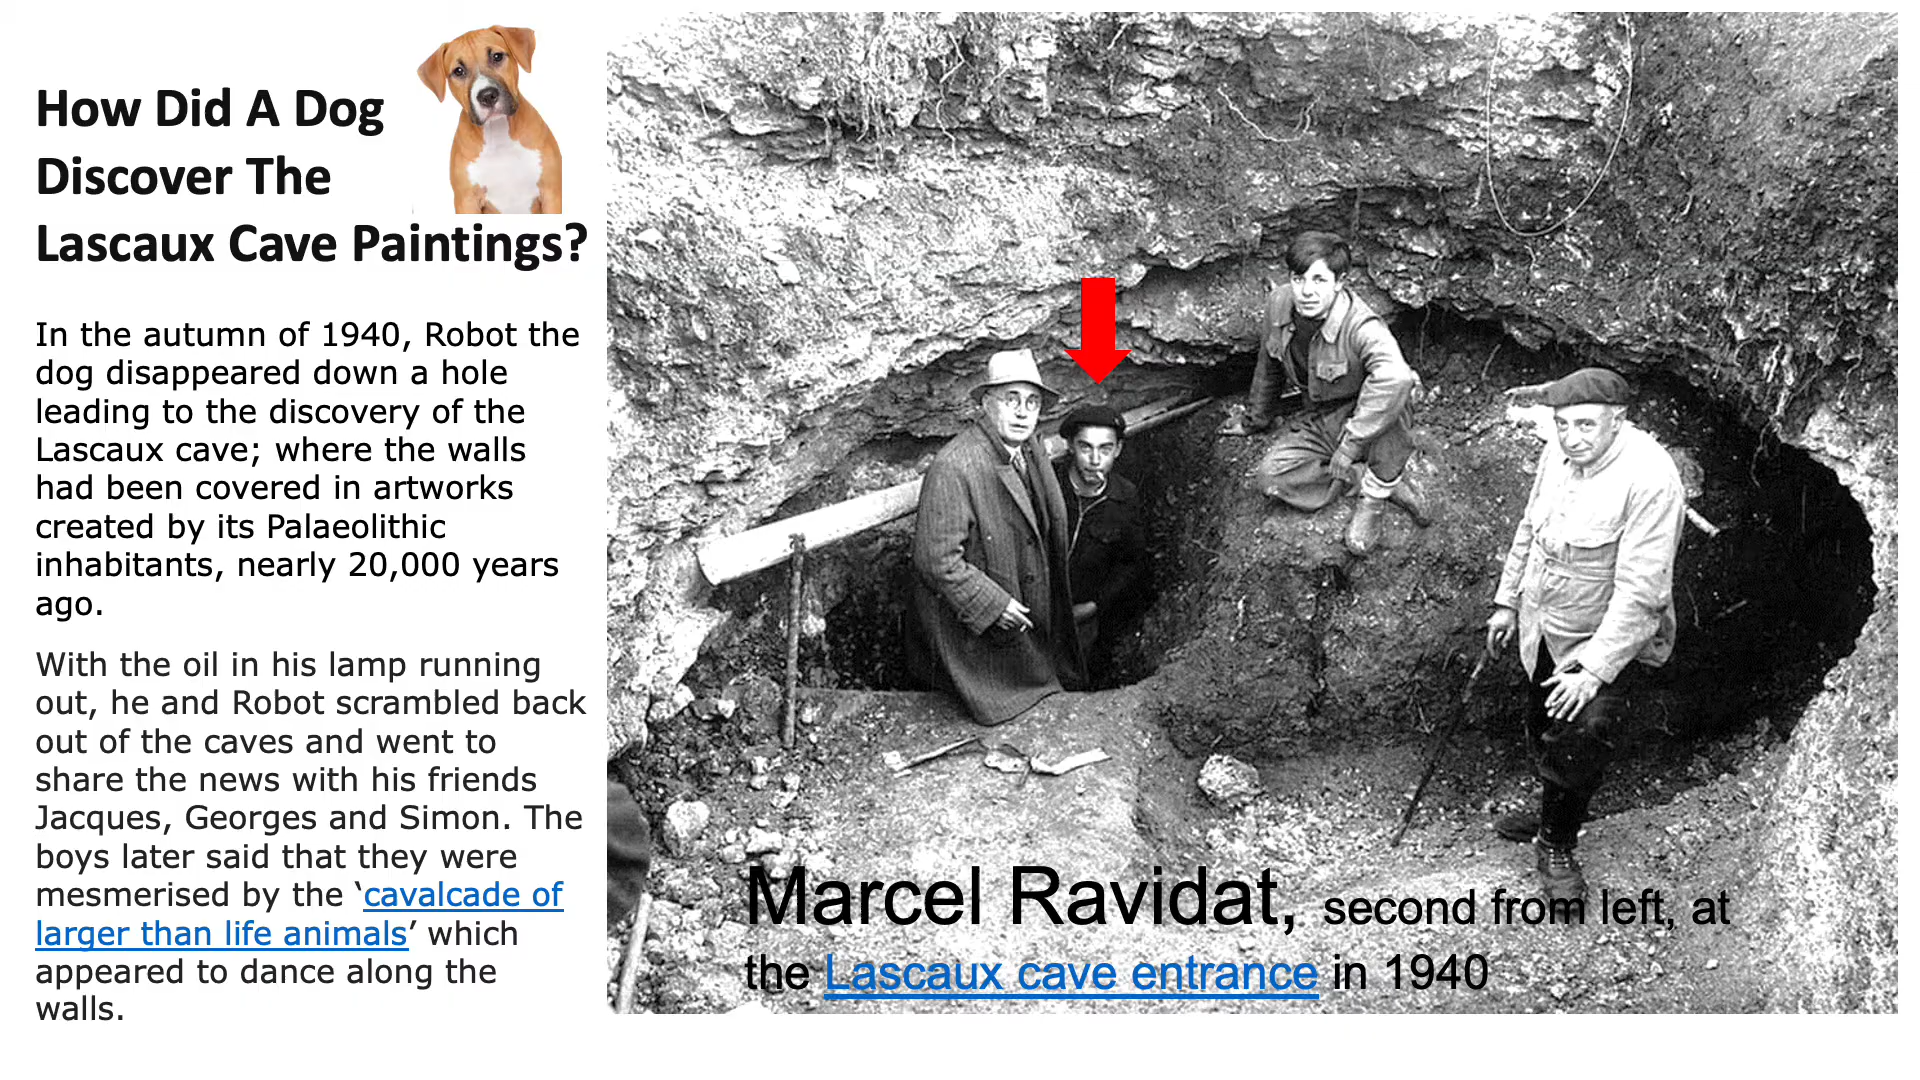 How Did A Dog
Discover The
Lascaux Cave Paintings?
In the autumn of 1940, Robot the
dog disappeared down a hole
leading to the discovery of the
Lascaux cave; where the walls
had been covered in artworks
created by its Palaeolithic
inhabitants, nearly 20,000 years
ago.
With the oil in his lamp running
out, he and Robot scrambled back
out of the caves and went to
share the news with his friends
Jacques, Georges and Simon. The
boys later said that they were
mesmerised by the ‘cavalcade of
larger than life animals’ which
appeared to dance along the
walls.
Marcel Ravidat, second from left, at
the Lascaux cave entrance in 1940